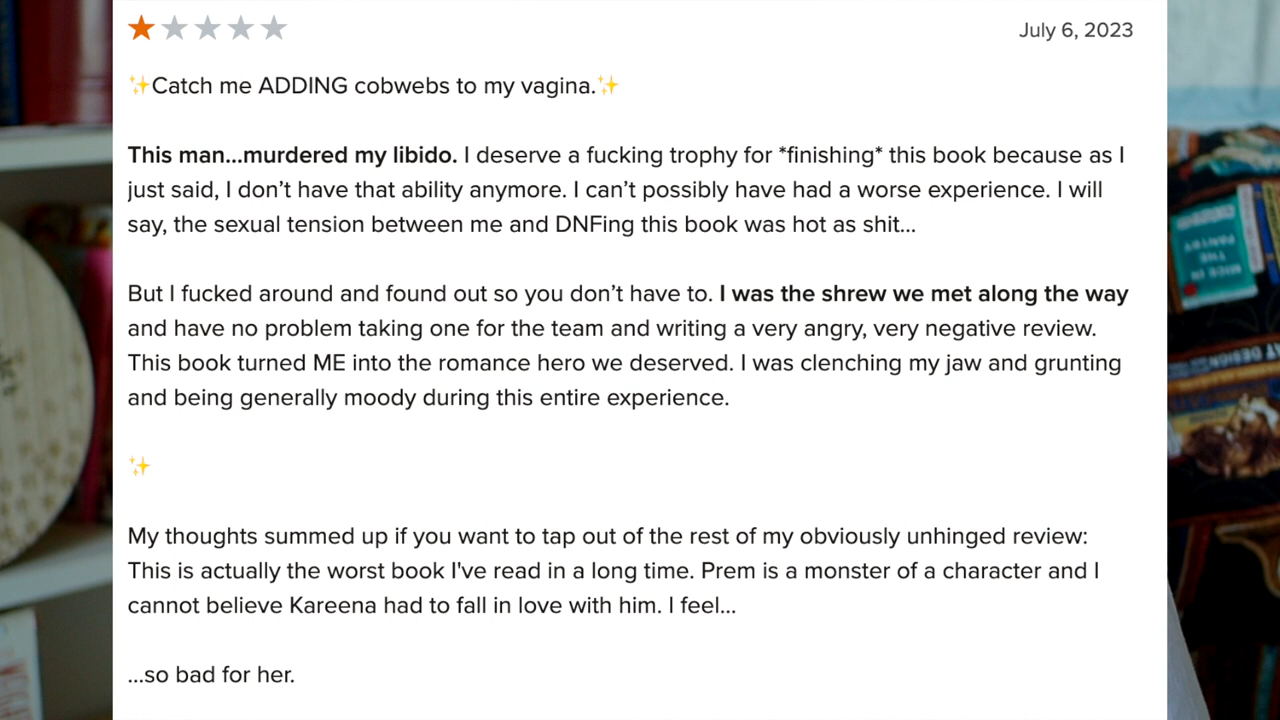 July 6, 2023
✨Catch me ADDING cobwebs to my vagina.✨
This man...murdered my libido. I deserve a fucking trophy for *finishing* this book because as I
just said, I don’t have that ability anymore. I can’t possibly have had a worse experience. I will
say, the sexual tension between me and DNFing this book was hot as shit...
But I fucked around and found out so you don’t have to. I was the shrew we met along the way
and have no problem taking one for the team and writing a very angry, very negative review.
This book turned ME into the romance hero we deserved. I was clenching my jaw and grunting
and being generally moody during this entire experience.
✨
My thoughts summed up if you want to tap out of the rest of my obviously unhinged review:
This is actually the worst book I've read in a long time. Prem is a monster of a character and I
cannot believe Kareena had to fall in love with him. I feel...
...so bad for her.